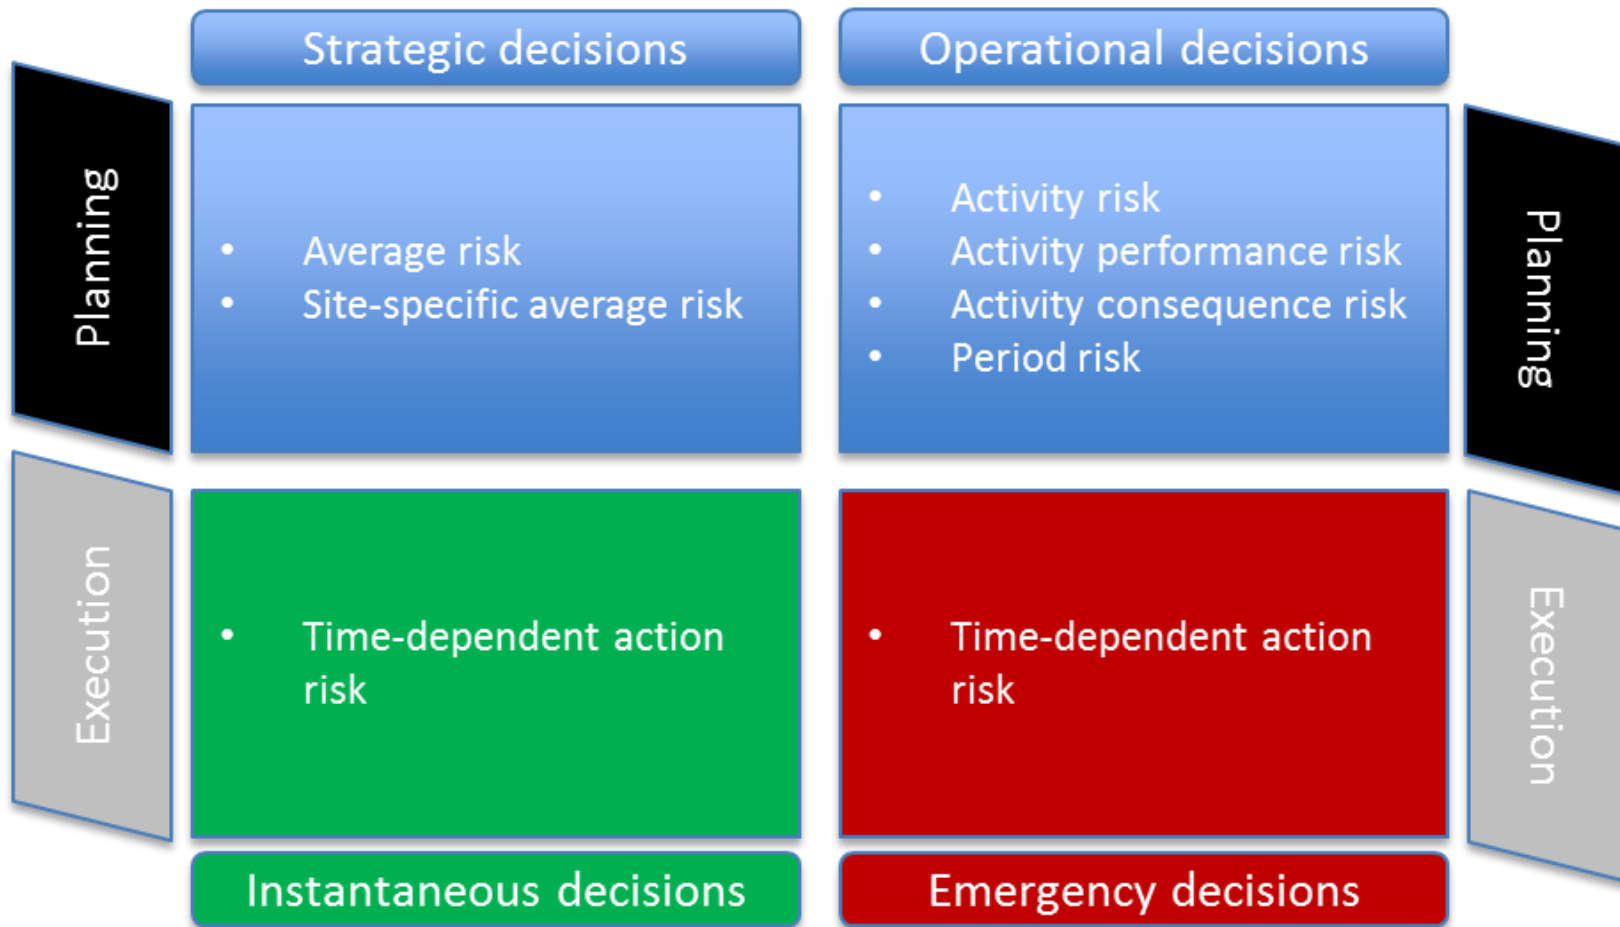 Strategic decisions
Operational decisions
Planning
• Average risk
• Site-specific average risk
• Activity risk
• Activity performance risk
• Activity consequence risk
• Period risk
Planning
Execution
• Time-dependent action
risk
• Time-dependent action
risk
Execution
Instantaneous decisions
Emergency decisions